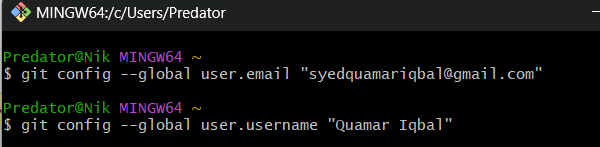 MINGW64:/c/Users/Predator
Predator@Nik MINGW64 ~
$ git config --global user.email "syedquamariqbal@gmail.com"
Predator@Nik MINGW64 ~
$ git config --global user.username "Quamar Iqbal"